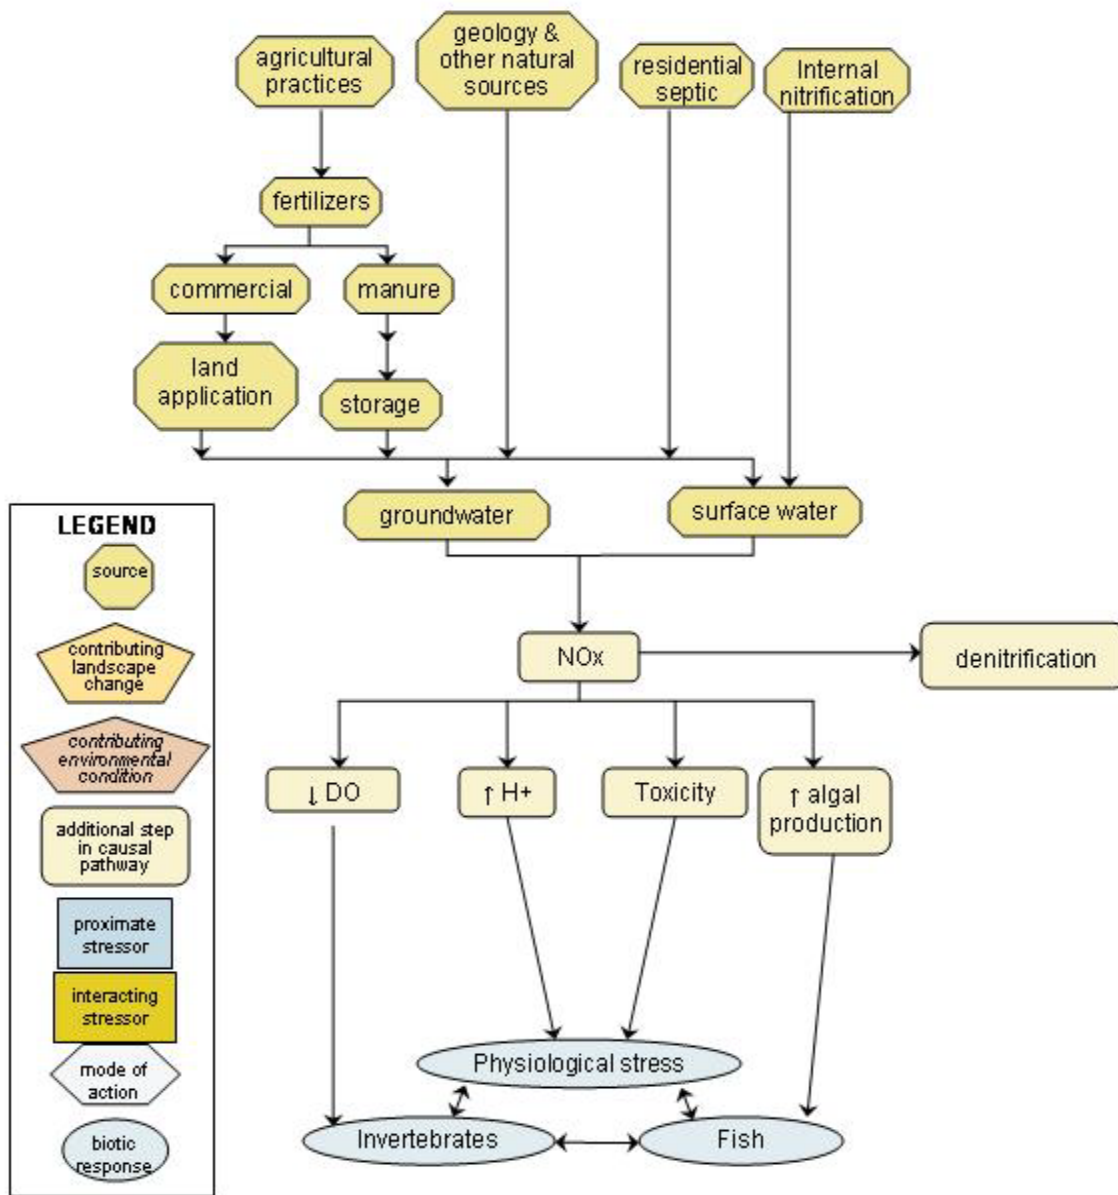 agricultural
practices
geology &
other natural
sources
residential
septic
Internal
nitrification
fertilizers
commercial
manure
land
application
storage
groundwater
surface water
NOx
denitrification
↓ DO
↑ H+
Toxicity
↑ algal
production
Physiological stress
Invertebrates
Fish
LEGEND
source
contributing
landscape
change
contributing
environmental
condition
additional step
in causal
pathway
proximate
stressor
interacting
stressor
mode of
action
biotic
response